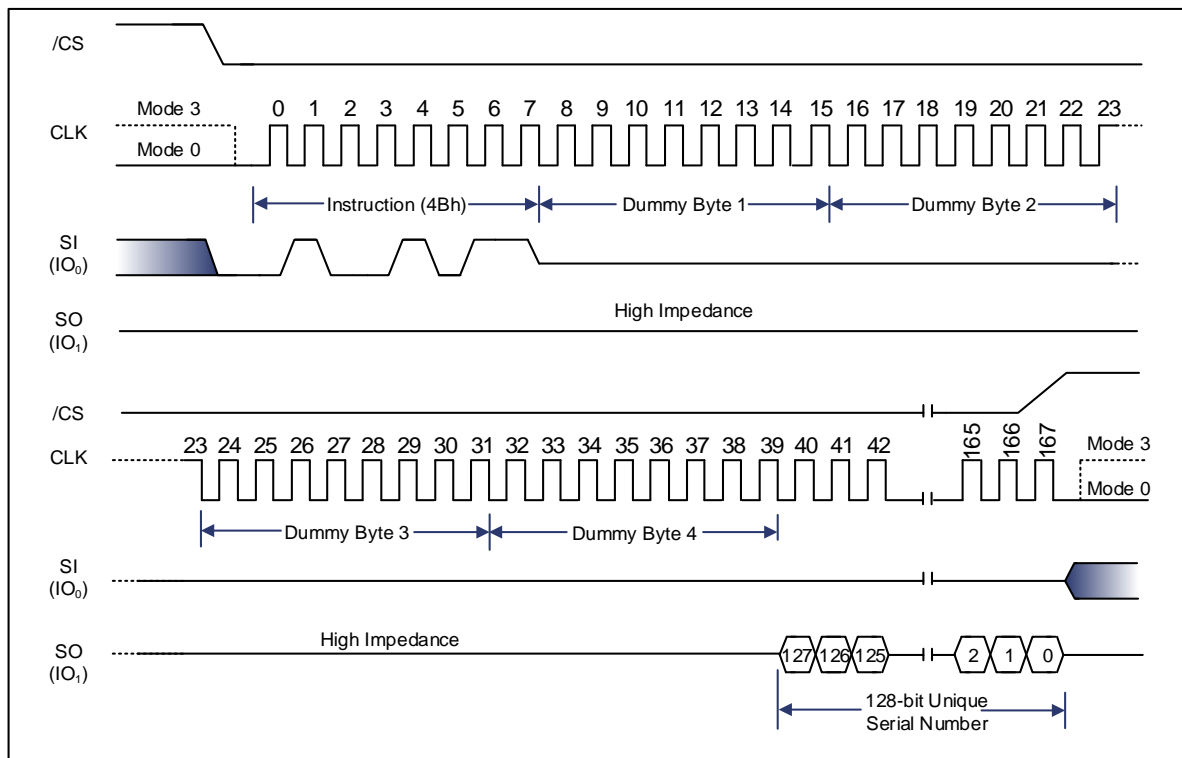 /CS
0 1 2 3 4 5 6 7 8 9 10 11 12 13 14 15 16 17 18 19 20 21 22 23
Mode 3
CLK
Mode 0
Instruction (4Bh) Dummy Byte 1 Dummy Byte 2
SI
(IO₀)
High Impedance
SO
(IO₁)
/CS
23 24 25 26 27 28 29 30 31 32 33 34 35 36 37 38 39 40 41 42 165 166 167
CLK Mode 3
Mode 0
Dummy Byte 3 Dummy Byte 4
SI
(IO₀)
High Impedance
SO
(IO₁)
127 126 125 2 1 0
128-bit Unique
Serial Number